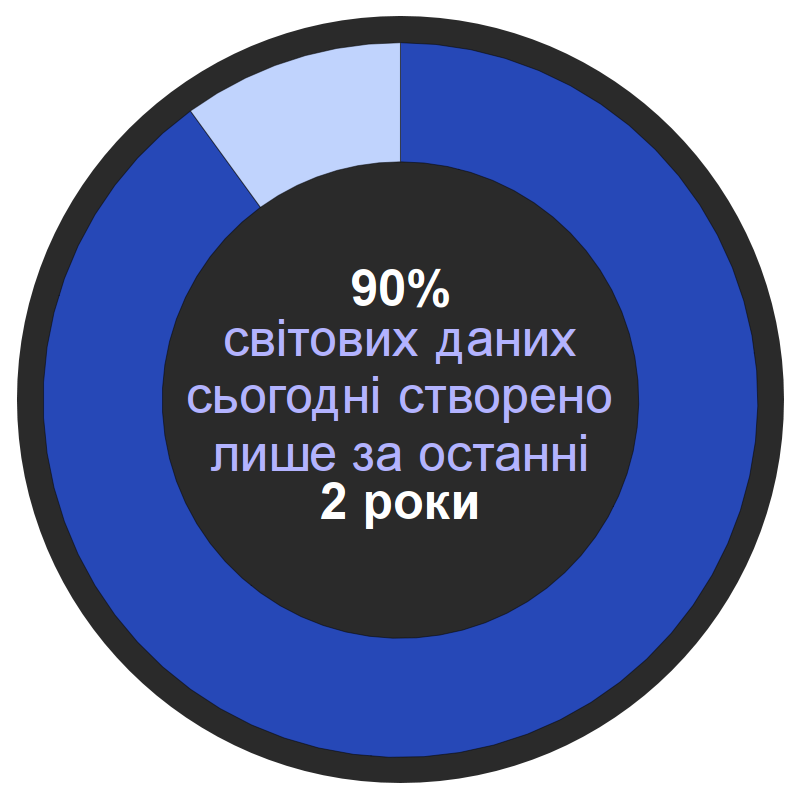 90%
світових даних
сьогодні створено
лише за останні
2 роки